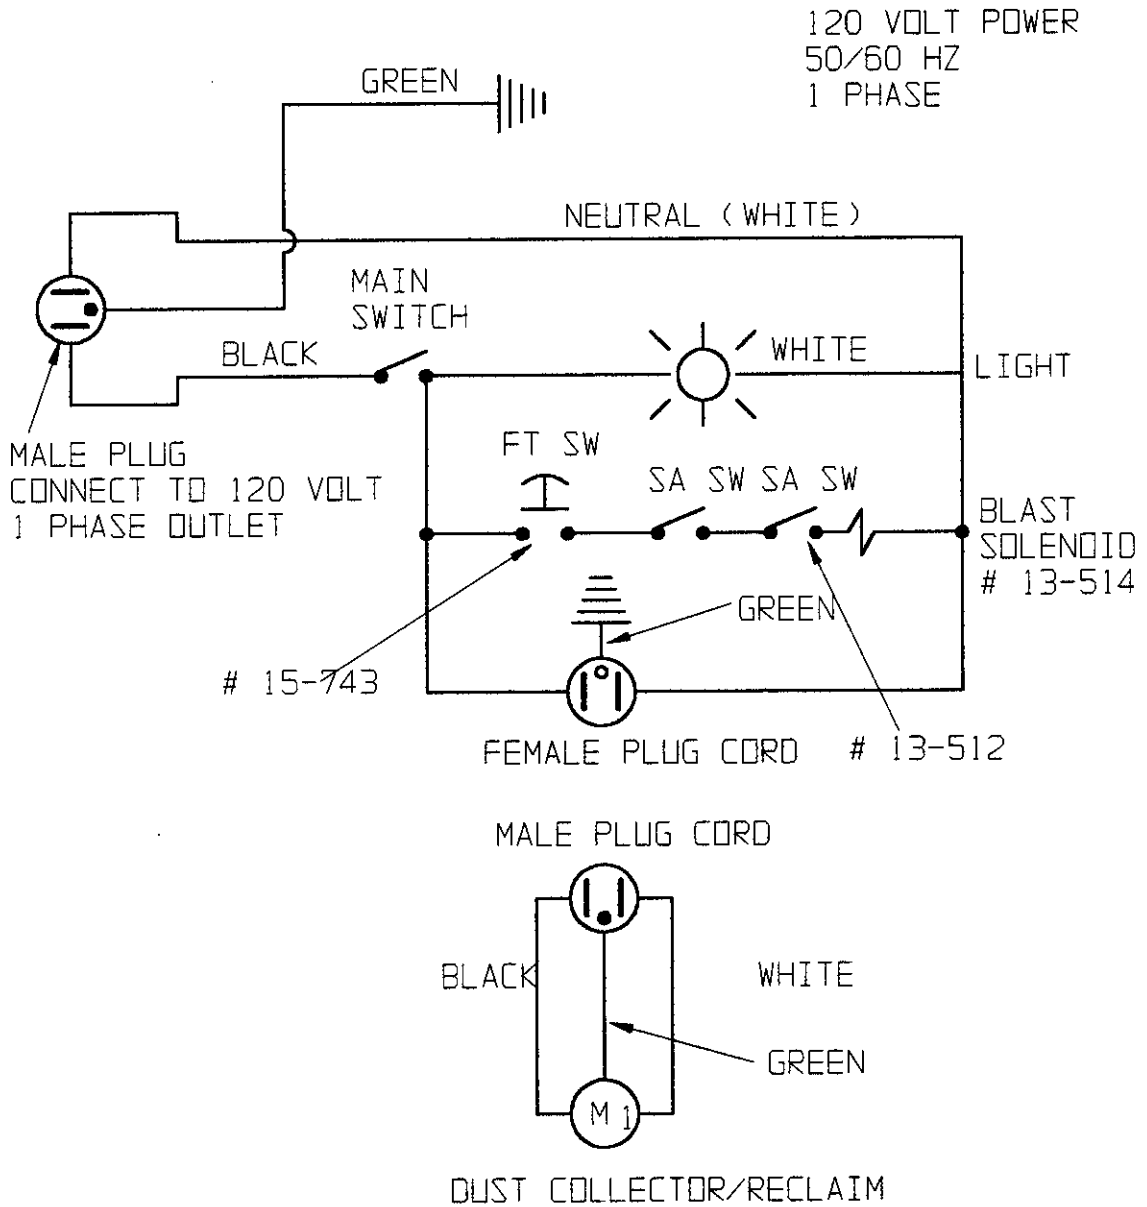 120 VOLT POWER
50/60 HZ
1 PHASE
GREEN
NEUTRAL (WHITE)
MAIN
SWITCH
BLACK
WHITE
LIGHT
MALE PLUG
CONNECT TO 120 VOLT
1 PHASE OUTLET
FT SW
SA SW
SA SW
BLAST
SOLENOID
# 13-514
GREEN
# 15-743
FEMALE PLUG CORD
# 13-512
MALE PLUG CORD
BLACK
WHITE
GREEN
M 1
DUST COLLECTOR/RECLAIM